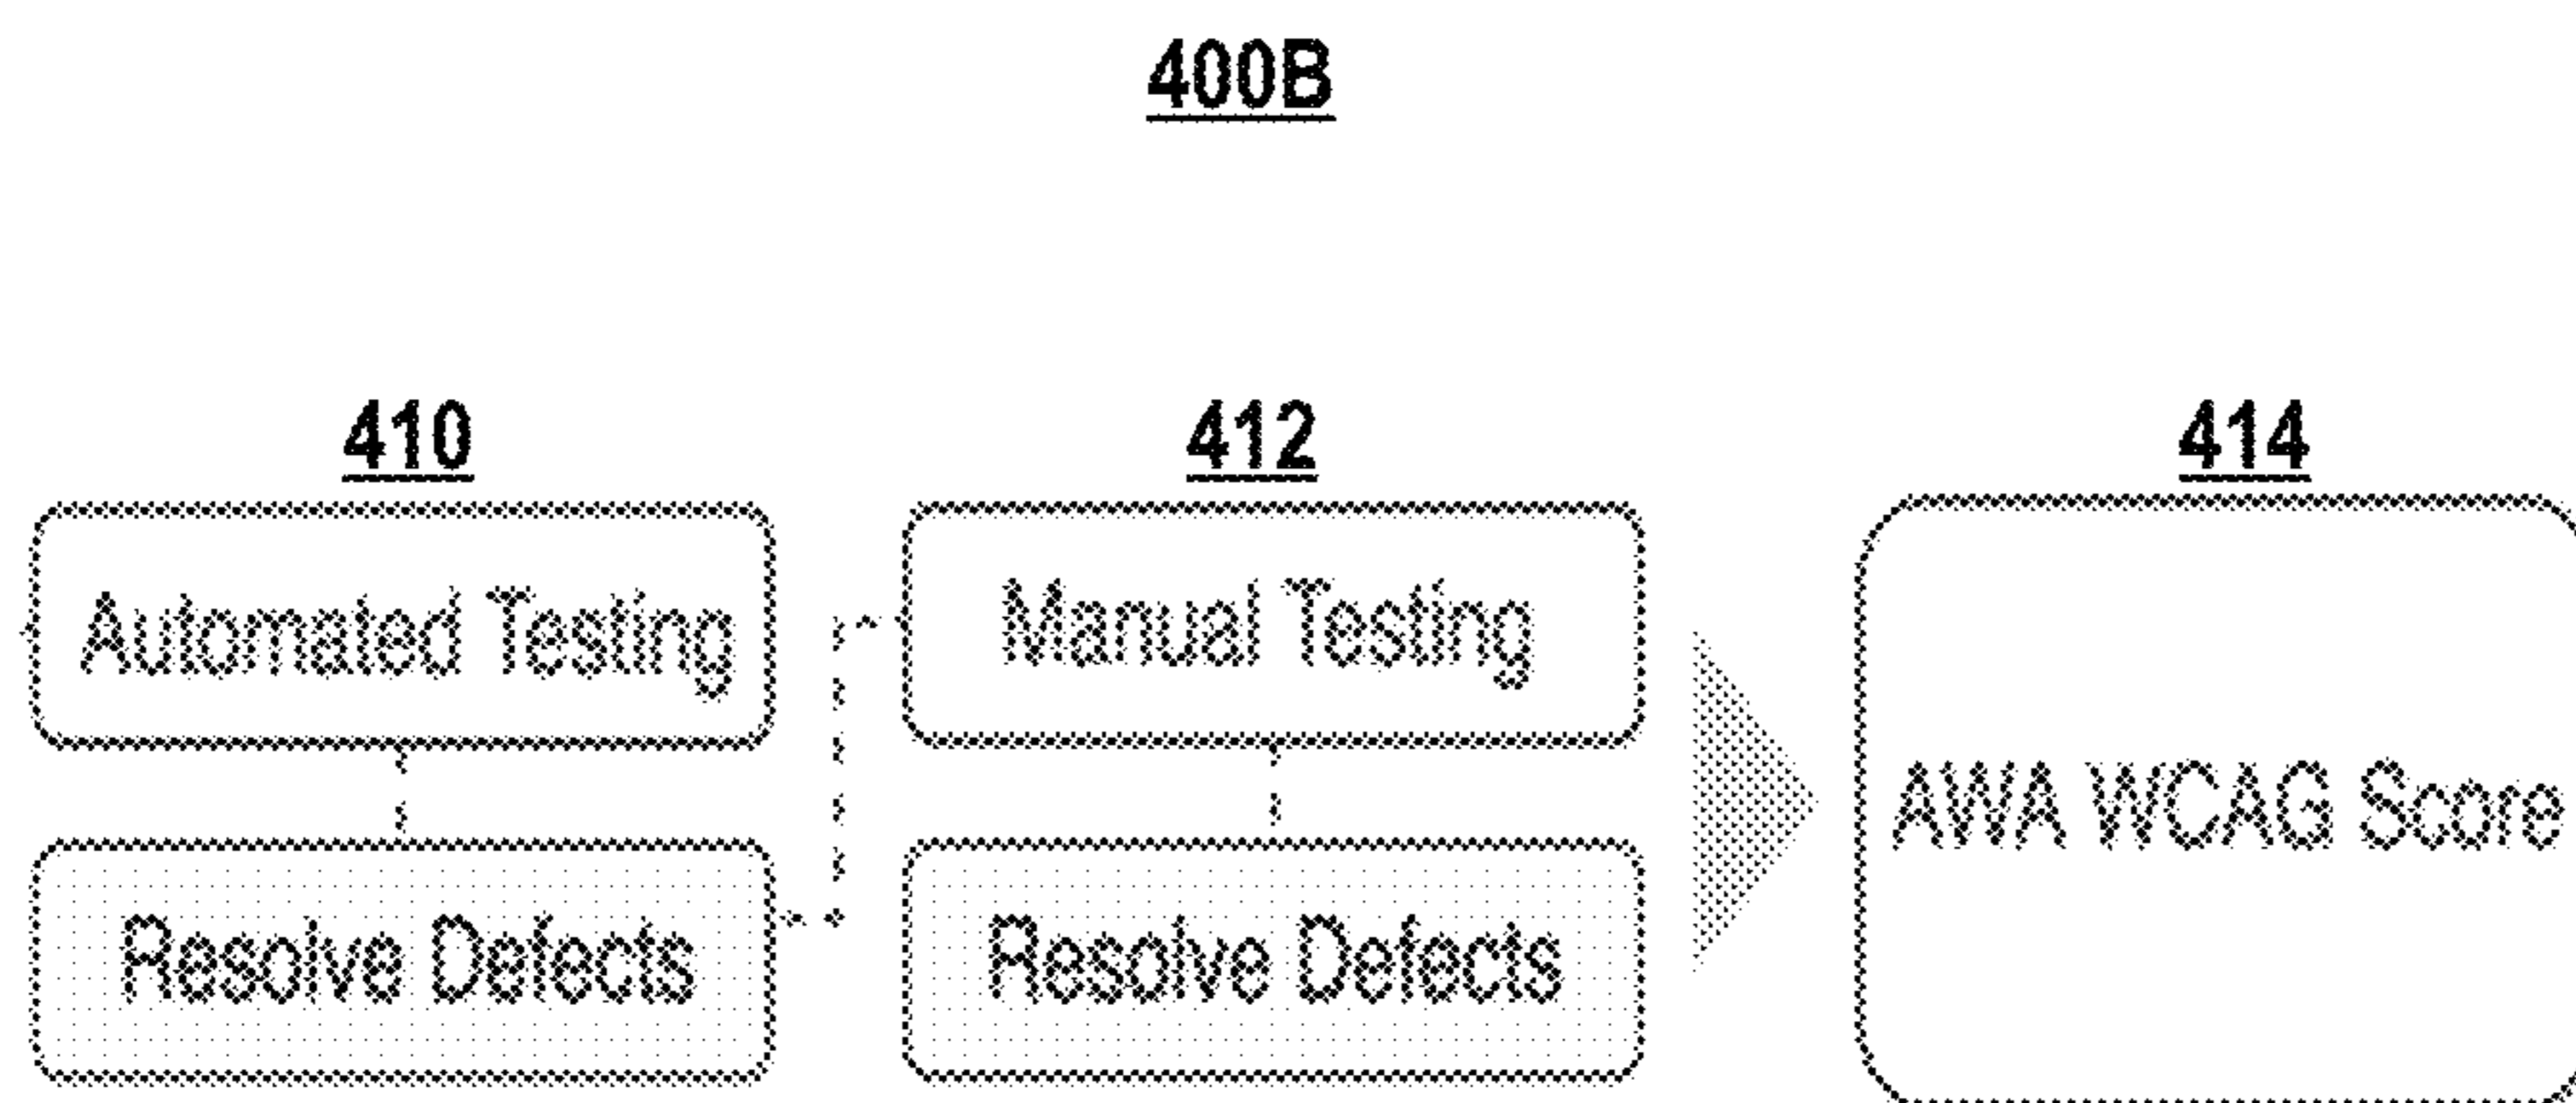 400B
410
Automated Testing
Resolve Defects
412
Manual Testing
Resolve Defects
414
AWA WCAG Score